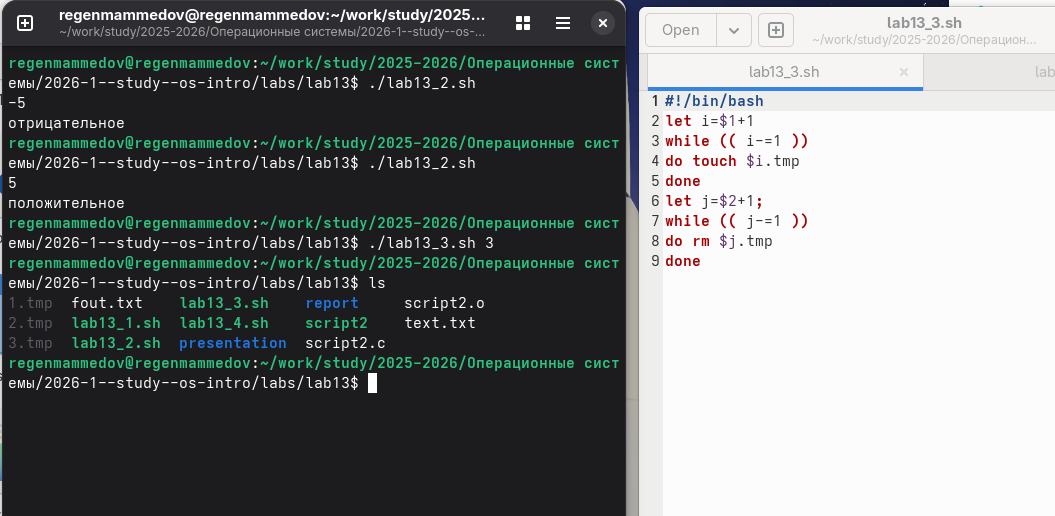 regenmammedov@regenmammedov:~/work/study/2025...
~/work/study/2025-2026/Операционные системы/2026-1--study--os-...
regenmammedov@regenmammedov:~/work/study/2025-2026/Операционные сист
емы/2026-1--study--os-intro/labs/lab13$ ./lab13_2.sh
-5
отрицательное
regenmammedov@regenmammedov:~/work/study/2025-2026/Операционные сист
емы/2026-1--study--os-intro/labs/lab13$ ./lab13_2.sh
5
положительное
regenmammedov@regenmammedov:~/work/study/2025-2026/Операционные сист
емы/2026-1--study--os-intro/labs/lab13$ ./lab13_3.sh 3
regenmammedov@regenmammedov:~/work/study/2025-2026/Операционные сист
емы/2026-1--study--os-intro/labs/lab13$ ls
1.tmp fout.txt lab13_3.sh report script2.o
2.tmp lab13_1.sh lab13_4.sh script2 text.txt
3.tmp lab13_2.sh presentation script2.c
regenmammedov@regenmammedov:~/work/study/2025-2026/Операционные сист
емы/2026-1--study--os-intro/labs/lab13$
Open
lab13_3.sh
~/work/study/2025-2026/Операцион...
lab13_3.sh
lab
1 #!/bin/bash
2 let i=$1+1
3 while (( i-=1 ))
4 do touch $i.tmp
5 done
6 let j=$2+1;
7 while (( j-=1 ))
8 do rm $j.tmp
9 done